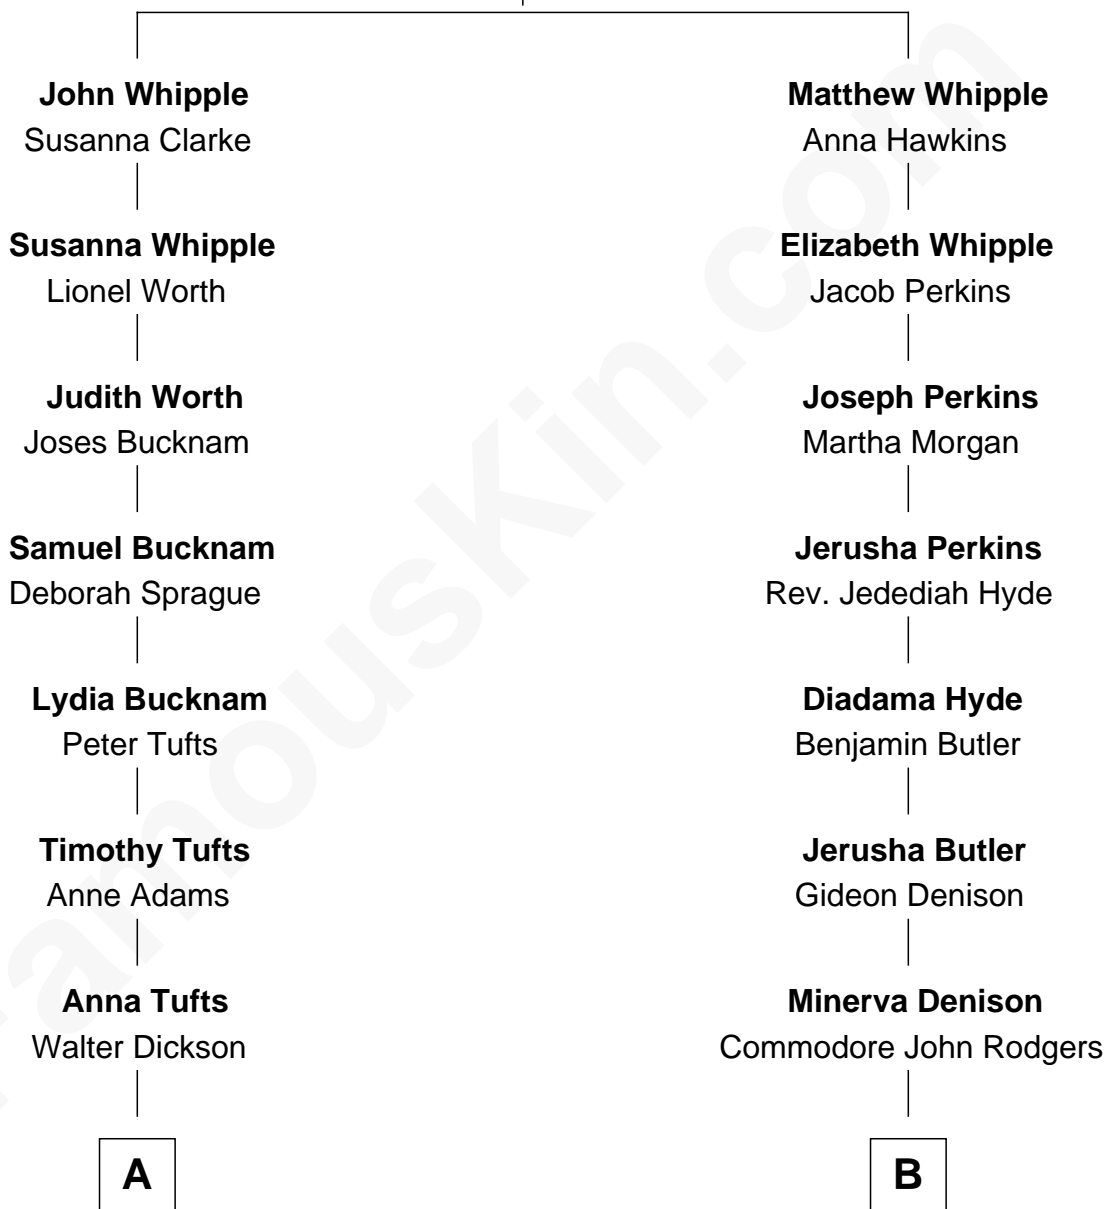 John Whipple
Susanna Clarke
Susanna Whipple
Lionel Worth
Judith Worth
Joses Bucknam
Samuel Bucknam
Deborah Sprague
Lydia Bucknam
Peter Tufts
Timothy Tufts
Anne Adams
Anna Tufts
Walter Dickson
A
Matthew Whipple
Anna Hawkins
Elizabeth Whipple
Jacob Perkins
Joseph Perkins
Martha Morgan
Jerusha Perkins
Rev. Jedediah Hyde
Diadama Hyde
Benjamin Butler
Jerusha Butler
Gideon Denison
Minerva Denison
Commodore John Rodgers
B
FamousKin.com